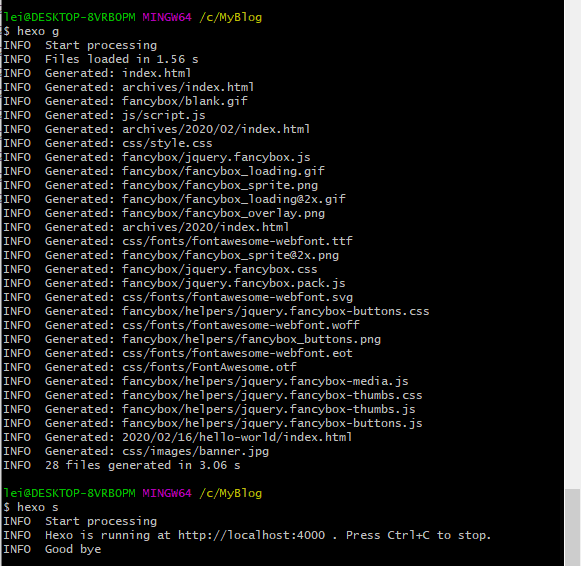 lei@DESKTOP-8VRBOPM MINGW64 /c/MyBlog
$ hexo g
INFO  Start processing
INFO  Files loaded in 1.56 s
INFO  Generated: index.html
INFO  Generated: archives/index.html
INFO  Generated: fancybox/blank.gif
INFO  Generated: js/script.js
INFO  Generated: archives/2020/02/index.html
INFO  Generated: css/style.css
INFO  Generated: fancybox/jquery.fancybox.js
INFO  Generated: fancybox/fancybox_loading.gif
INFO  Generated: fancybox/fancybox_sprite.png
INFO  Generated: fancybox/fancybox_loading@2x.gif
INFO  Generated: fancybox/fancybox_overlay.png
INFO  Generated: archives/2020/index.html
INFO  Generated: css/fonts/fontawesome-webfont.ttf
INFO  Generated: fancybox/fancybox_sprite@2x.png
INFO  Generated: fancybox/jquery.fancybox.css
INFO  Generated: fancybox/jquery.fancybox.pack.js
INFO  Generated: css/fonts/fontawesome-webfont.svg
INFO  Generated: fancybox/helpers/jquery.fancybox-buttons.css
INFO  Generated: css/fonts/fontawesome-webfont.woff
INFO  Generated: fancybox/helpers/fancybox_buttons.png
INFO  Generated: css/fonts/fontawesome-webfont.eot
INFO  Generated: css/fonts/FontAwesome.otf
INFO  Generated: fancybox/helpers/jquery.fancybox-media.js
INFO  Generated: fancybox/helpers/jquery.fancybox-thumbs.css
INFO  Generated: fancybox/helpers/jquery.fancybox-thumbs.js
INFO  Generated: fancybox/helpers/jquery.fancybox-buttons.js
INFO  Generated: 2020/02/16/hello-world/index.html
INFO  Generated: css/images/banner.jpg
INFO  28 files generated in 3.06 s
lei@DESKTOP-8VRBOPM MINGW64 /c/MyBlog
$ hexo s
INFO  Start processing
INFO  Hexo is running at http://localhost:4000 . Press Ctrl+C to stop.
INFO  Good bye